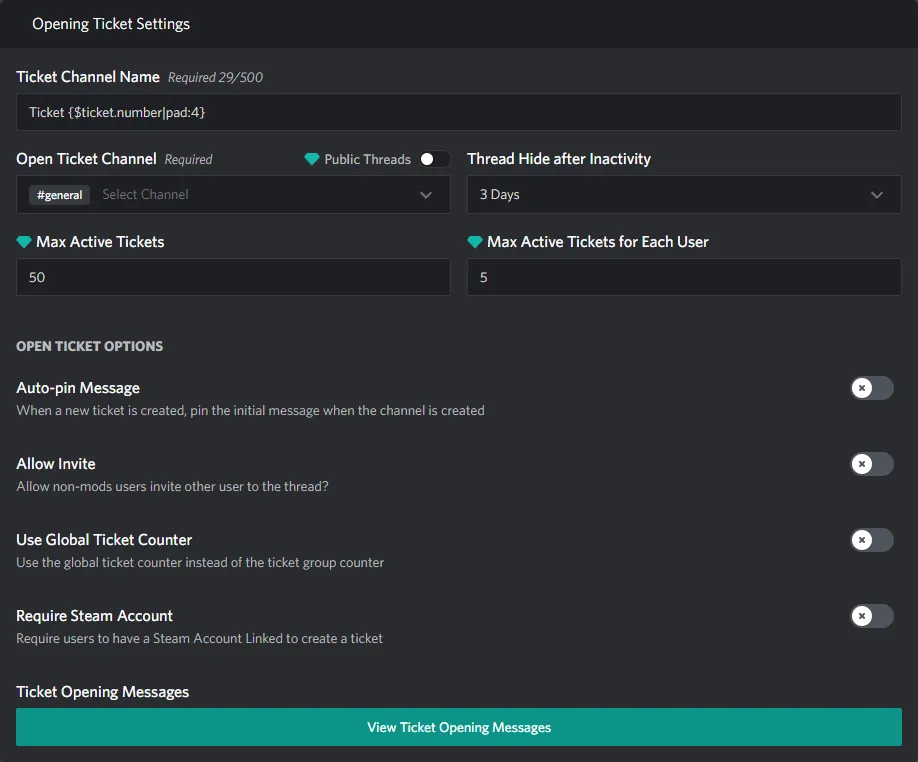 Opening Ticket Settings
Ticket Channel Name Required 29/500
Ticket {$ticket.number|pad:4}
Open Ticket Channel Required Public Threads Thread Hide after Inactivity
#general Select Channel 3 Days
Max Active Tickets Max Active Tickets for Each User
50 5
OPEN TICKET OPTIONS
Auto-pin Message
When a new ticket is created, pin the initial message when the channel is created
Allow Invite
Allow non-mods users invite other user to the thread?
Use Global Ticket Counter
Use the global ticket counter instead of the ticket group counter
Require Steam Account
Require users to have a Steam Account Linked to create a ticket
Ticket Opening Messages
View Ticket Opening Messages